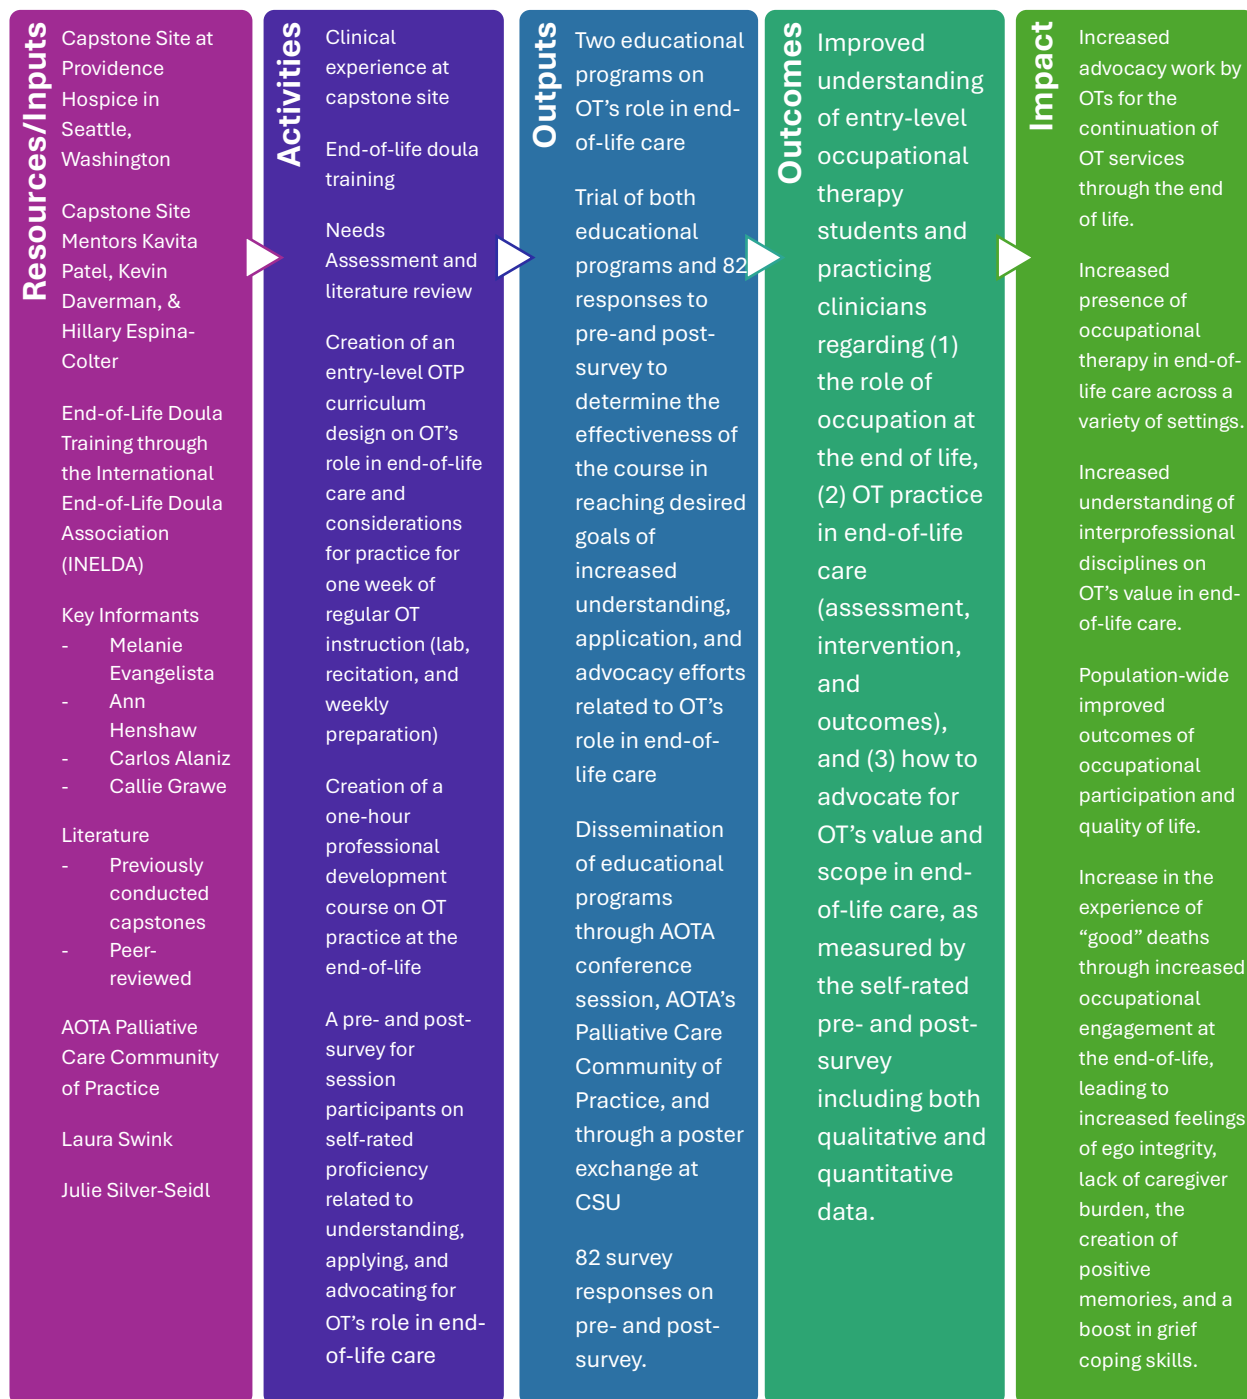 Resources/Inputs
Capstone Site at
Providence
Hospice in
Seattle,
Washington
Capstone Site
Mentors Kavita
Patel, Kevin
Daverman, &
Hillary Espina-
Colter
End-of-Life Doula
Training through
the International
End-of-Life Doula
Association
(INELDA)
Key Informants
- Melanie
Evangelista
- Ann
Henshaw
- Carlos Alaniz
- Callie Grawe
Literature
- Previously
conducted
capstones
- Peer-
reviewed
AOTA Palliative
Care Community
of Practice
Laura Swink
Julie Silver-Seidl
Activities
Clinical
experience at
capstone site
End-of-life doula
training
Needs
Assessment and
literature review
Creation of an
entry-level OTP
curriculum
design on OT’s
role in end-of-life
care and
considerations
for practice for
one week of
regular OT
instruction (lab,
recitation, and
weekly
preparation)
Creation of a
one-hour
professional
development
course on OT
practice at the
end-of-life
A pre- and post-
survey for
session
participants on
self-rated
proficiency
related to
understanding,
applying, and
advocating for
OT’s role in end-
of-life care
Outputs
Two educational
programs on
OT’s role in end-
of-life care
Trial of both
educational
programs and 82
responses to
pre-and post-
survey to
determine the
effectiveness of
the course in
reaching desired
goals of
increased
understanding,
application, and
advocacy efforts
related to OT’s
role in end-of-
life care
Dissemination
of educational
programs
through AOTA
conference
session, AOTA’s
Palliative Care
Community of
Practice, and
through a poster
exchange at
CSU
82 survey
responses on
pre- and post-
survey.
Outcomes
Improved
understanding
of entry-level
occupational
therapy
students and
practicing
clinicians
regarding (1)
the role of
occupation at
the end of life,
(2) OT practice
in end-of-life
care
(assessment,
intervention,
and
outcomes),
and (3) how to
advocate for
OT’s value and
scope in end-
of-life care, as
measured by
the self-rated
pre- and post-
survey
including both
qualitative and
quantitative
data.
Impact
Increased
advocacy work by
OTs for the
continuation of
OT services
through the end
of life.
Increased
presence of
occupational
therapy in end-of-
life care across a
variety of settings.
Increased
understanding of
interprofessional
disciplines on
OT’s value in end-
of-life care.
Population-wide
improved
outcomes of
occupational
participation and
quality of life.
Increase in the
experience of
“good” deaths
through increased
occupational
engagement at
the end-of-life,
leading to
increased feelings
of ego integrity,
lack of caregiver
burden, the
creation of
positive
memories, and a
boost in grief
coping skills.